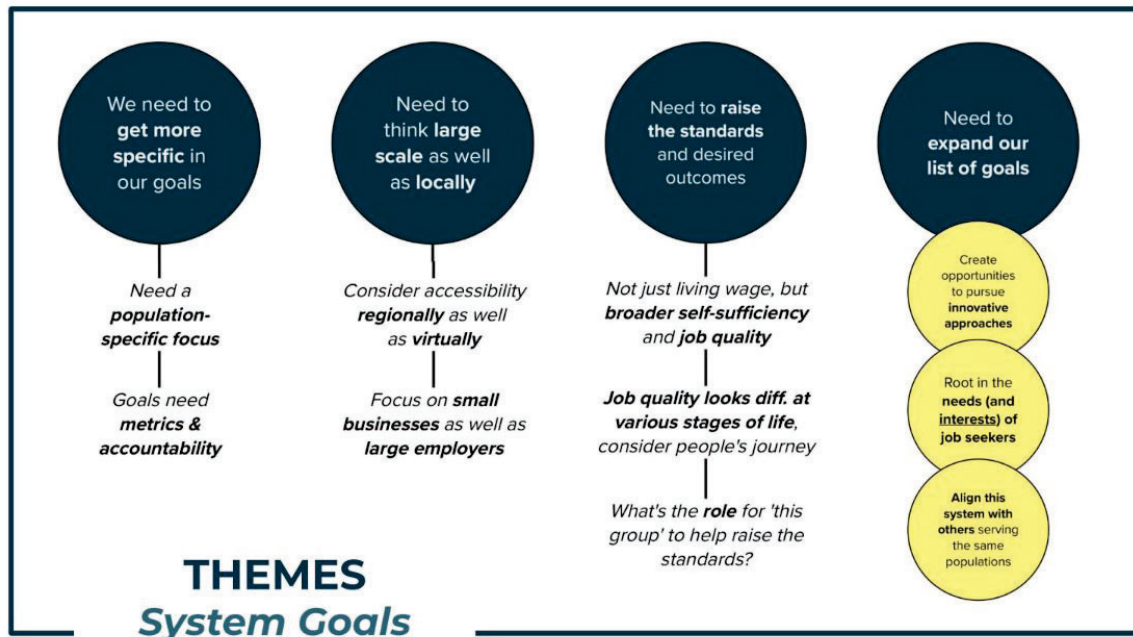 We need to
get more
specific in
our goals
Need a
population-
specific focus
Goals need
metrics &
accountability
Need to
think large
scale as well
as locally
Consider accessibility
regionally as well
as virtually
Focus on small
businesses as well as
large employers
Need to raise
the standards
and desired
outcomes
Not just living wage, but
broader self-sufficiency
and job quality
Job quality looks diff. at
various stages of life,
consider people's journey
What's the role for 'this
group' to help raise the
standards?
Need to
expand our
list of goals
Create
opportunities
to pursue
innovative
approaches
Root in the
needs (and
interests) of
job seekers
Align this
system with
others serving
the same
populations
THEMES
System Goals